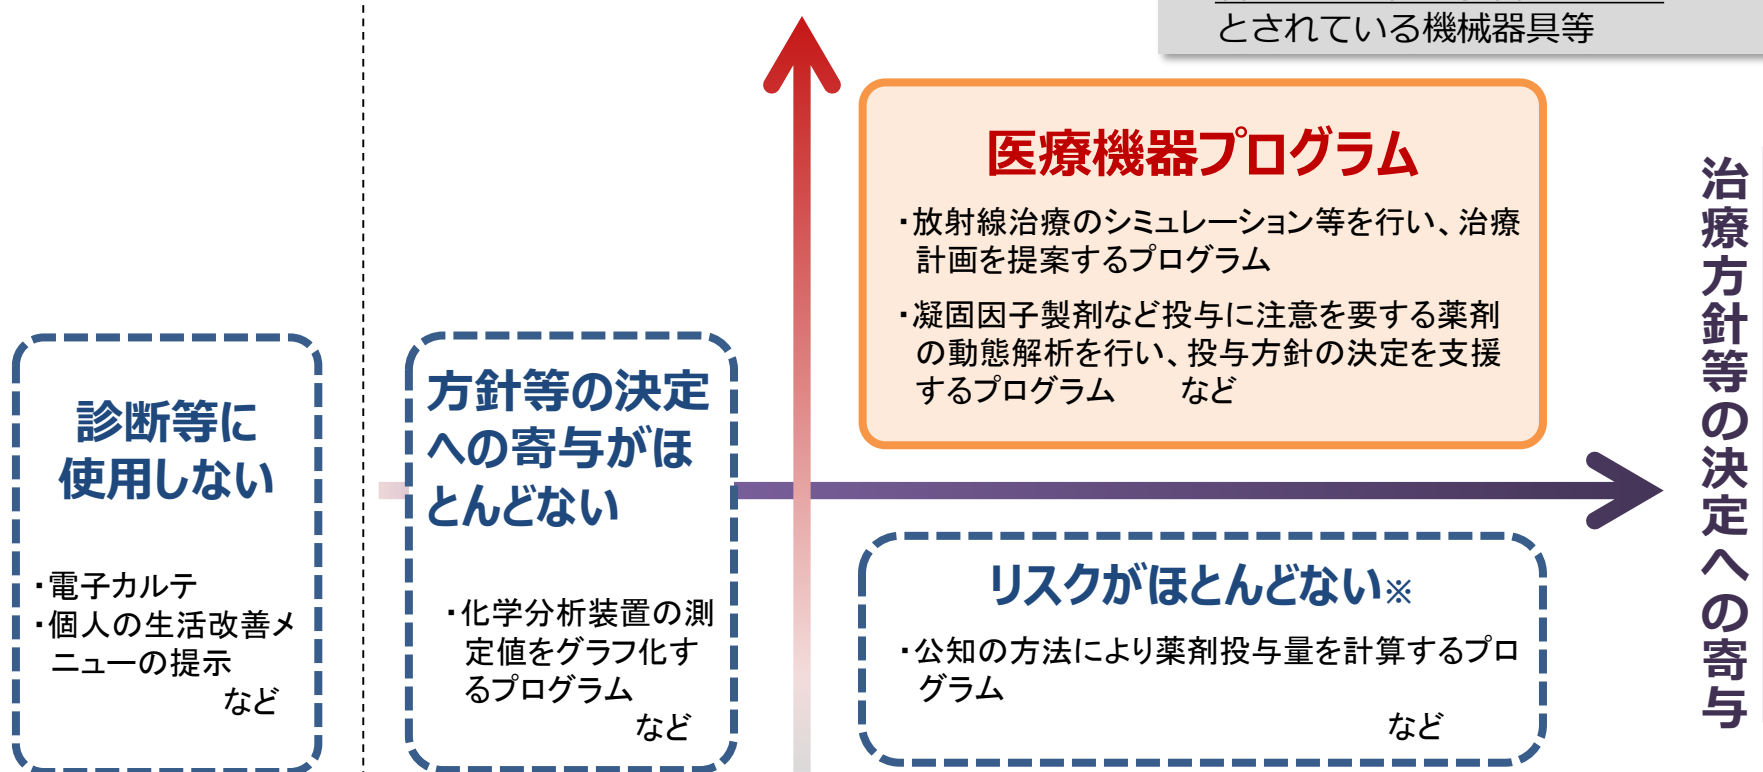 とされている機械器具等
医療機器プログラム
・放射線治療のシミュレーション等を行い、治療
計画を提案するプログラム
・凝固因子製剤など投与に注意を要する薬剤
の動態解析を行い、投与方針の決定を支援
するプログラム　　など
治療方針等の決定への寄与
診断等に
使用しない
・電子カルテ
・個人の生活改善メ
ニューの提示
など
方針等の決定
への寄与がほ
とんどない
・化学分析装置の測
定値をグラフ化す
るプログラム
など
リスクがほとんどない※
・公知の方法により薬剤投与量を計算するプロ
グラム
など